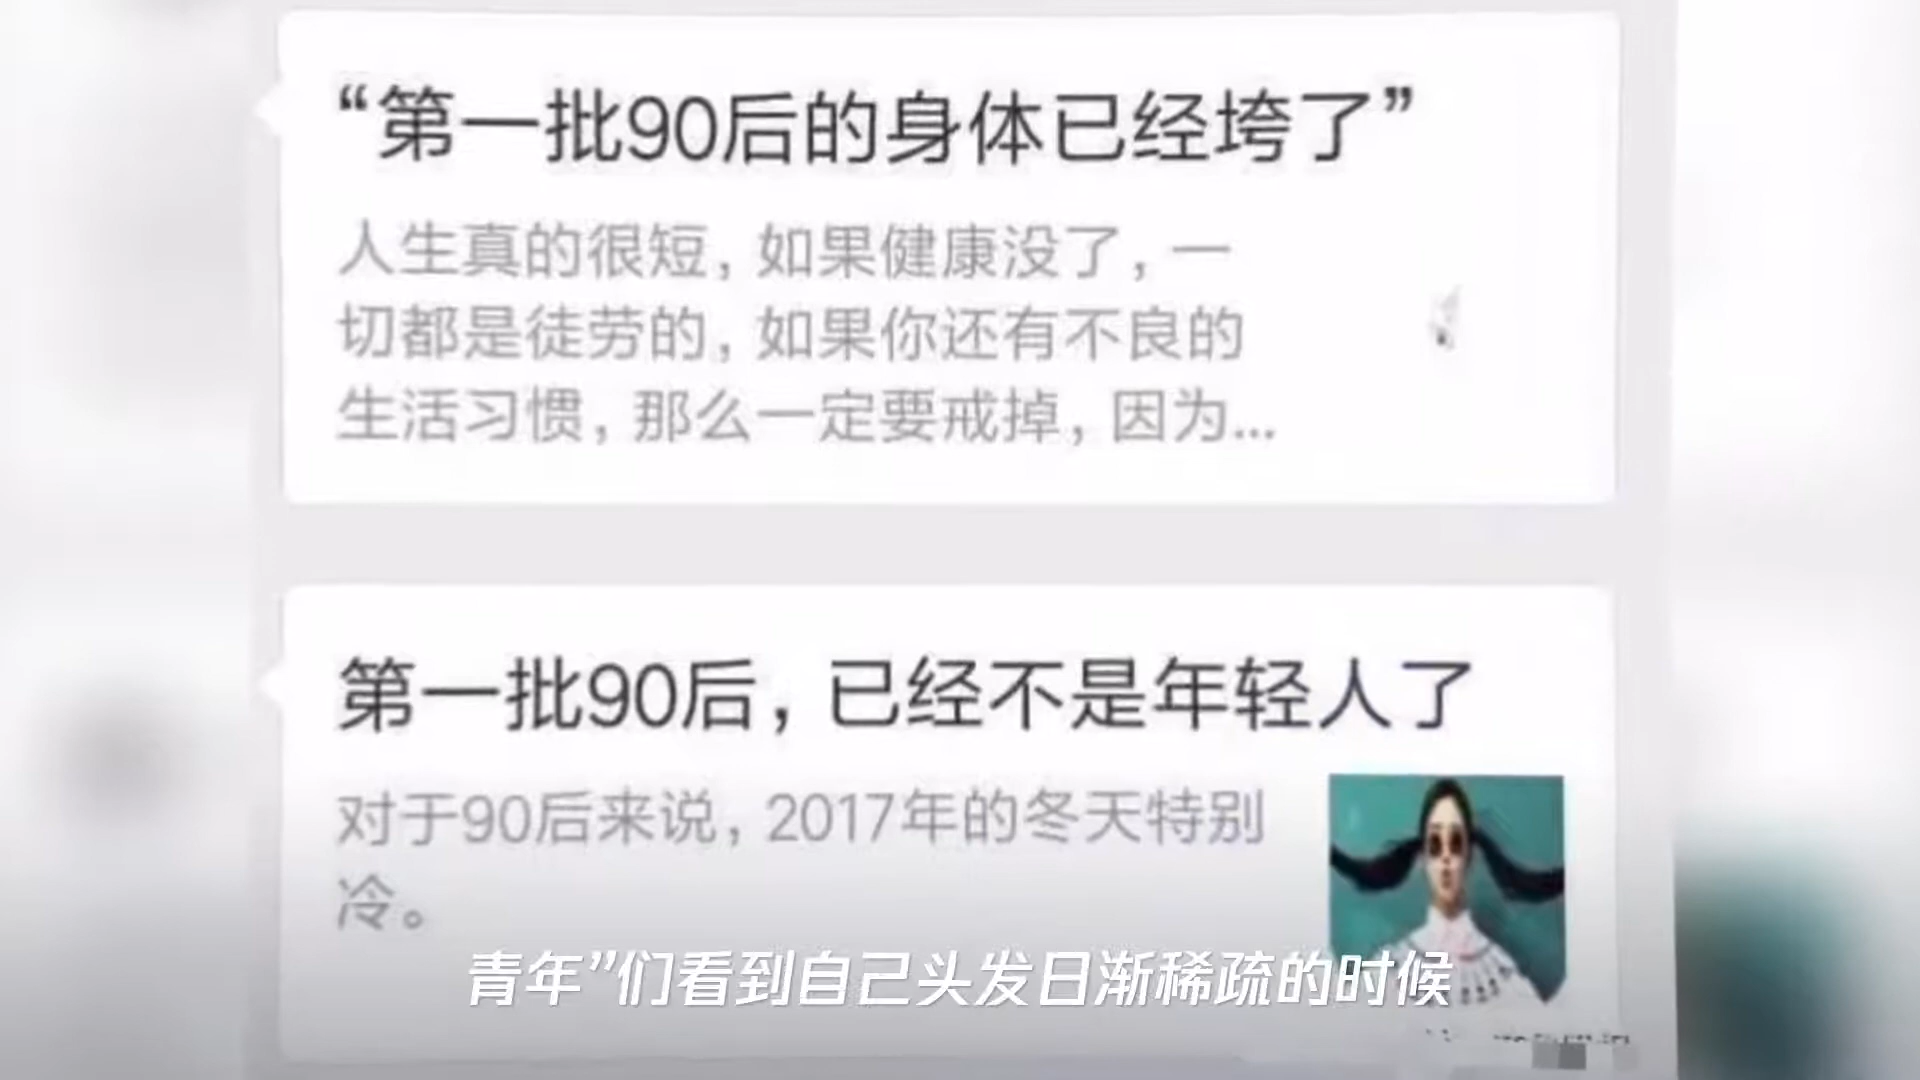 “第一批90后的身体已经垮了”
人生真的很短，如果健康没了，一
切都是徒劳的，如果你还有不良的
生活习惯，那么一定要戒掉，因为...
第一批90后，已经不是年轻人了
对于90后来说，2017年的冬天特别
冷。
青年”们看到自己头发日渐稀疏的时候